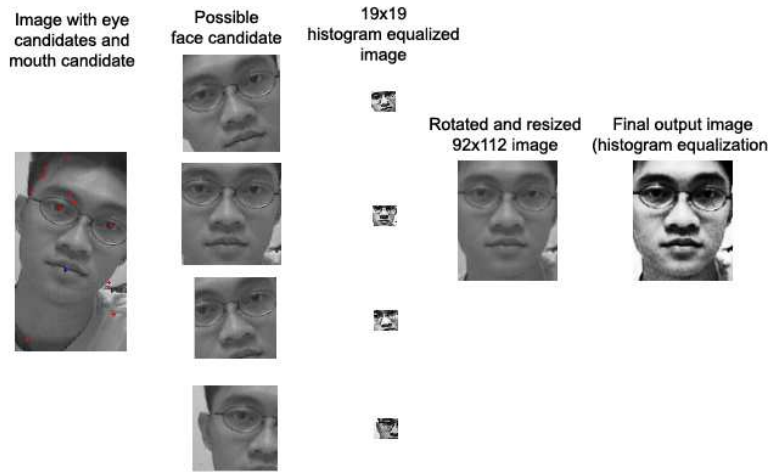 Image with eye
candidates and
mouth candidate
Possible
face candidate
19x19
histogram equalized
image
Rotated and resized
92x112 image
Final output image
(histogram equalization